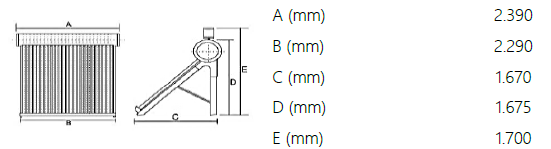 A
B
C
D
E
A (mm) 2.390
B (mm) 2.290
C (mm) 1.670
D (mm) 1.675
E (mm) 1.700